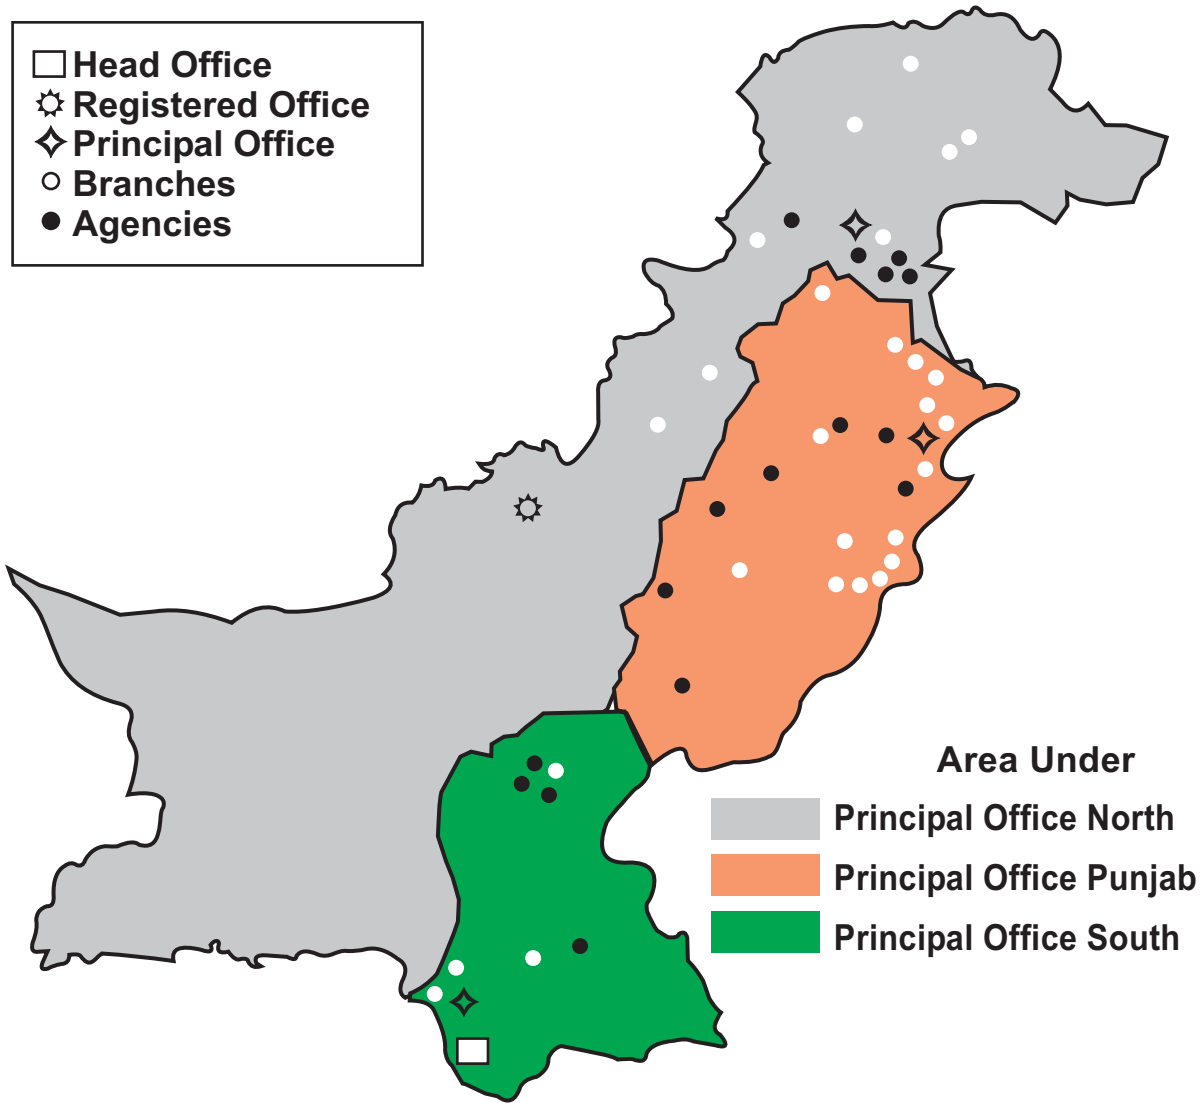 Head Office
Registered Office
Principal Office
Branches
Agencies
Area Under
Principal Office North
Principal Office Punjab
Principal Office South